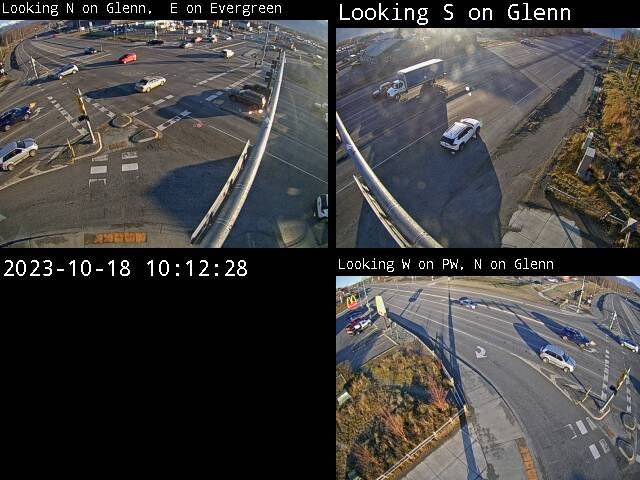 Looking N on Glenn,  E on Evergreen
Looking S on Glenn
2023-10-18 10:12:28
Looking W on PW, N on Glenn